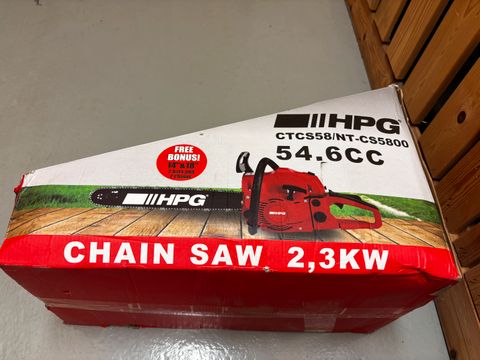 HPG
CTCS58/NT-CS5800
54.6CC
FREE
BONUS!
HPG
HPG
CHAIN SAW 2,3KW